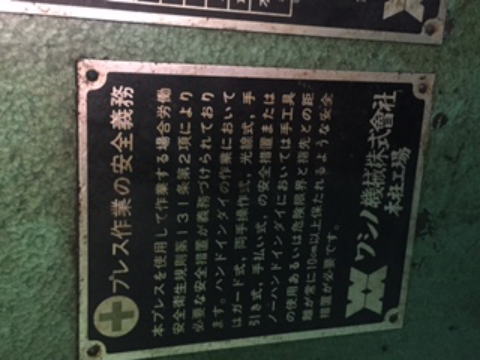 プレス作業の安全義務
本プレスを使用して作業する場合労働
安全衛生規則第131条第2項により
必要な安全措置が義務づけられており
ます。ハンドインダイの作業において
はガード式，両手操作式，光線式，手
引き式，手払い式，の安全措置または
ノーハンドインダイにおいては手工具
の使用あるいは危険限界と指先との距
離が常に10cm以上保たれるような安全
措置が必要です。
ワシノ機械株式會社
本社工場